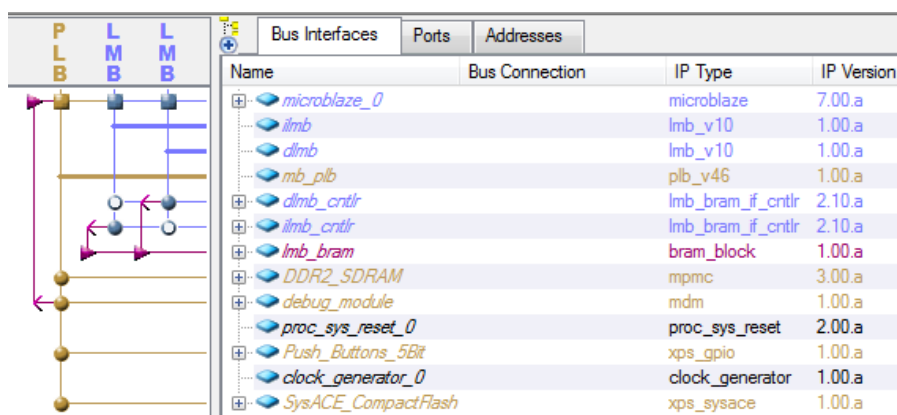 PLB LMB LMB
Bus Interfaces Ports Addresses
Name Bus Connection IP Type IP Version
microblaze_0 microblaze 7.00.a
ilmb lmb_v10 1.00.a
dlmb lmb_v10 1.00.a
mb_plb plb_v46 1.00.a
dlmb_cntlr lmb_bram_if_cntlr 2.10.a
ilmb_cntlr lmb_bram_if_cntlr 2.10.a
lmb_bram bram_block 1.00.a
DDR2_SDRAM mpmc 3.00.a
debug_module mdm 1.00.a
proc_sys_reset_0 proc_sys_reset 2.00.a
Push_Buttons_5Bit xps_gpio 1.00.a
clock_generator_0 clock_generator 1.00.a
SysACE_CompactFlash xps_sysace 1.00.a